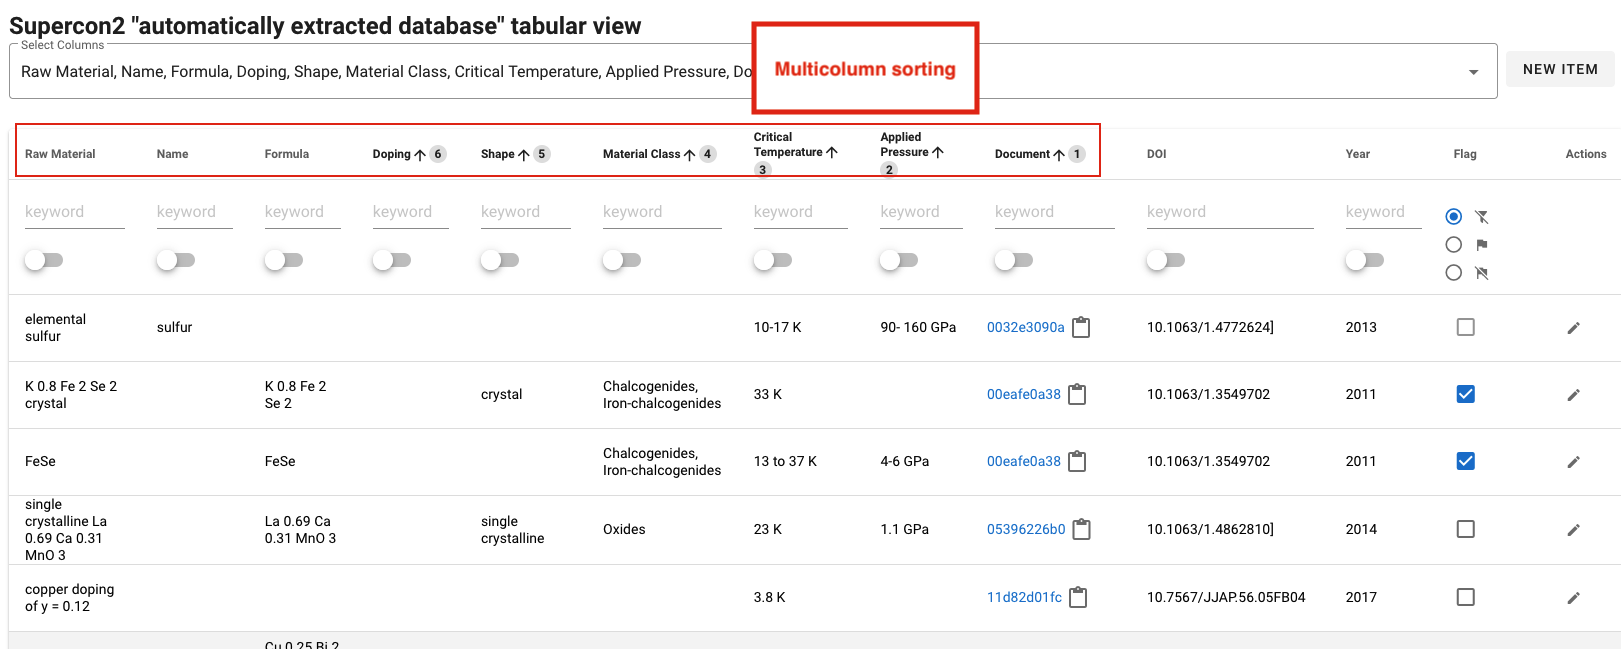 Supercon2 "automatically extracted database" tabular view
Select Columns
Raw Material, Name, Formula, Doping, Shape, Material Class, Critical Temperature, Applied Pressure, Do
Multicolumn sorting
NEW ITEM
Raw Material Name Formula Doping 6 Shape 5 Material Class 4 Critical Temperature 3 Applied Pressure 2 Document 1 DOI Year Flag Actions
keyword keyword keyword keyword keyword keyword keyword keyword keyword keyword keyword
elemental sulfur sulfur 10-17 K 90- 160 GPa 0032e3090a 10.1063/1.4772624] 2013
K 0.8 Fe 2 Se 2 crystal K 0.8 Fe 2 Se 2 crystal Chalcogenides, Iron-chalcogenides 33 K 00eafe0a38 10.1063/1.3549702 2011
FeSe FeSe Chalcogenides, Iron-chalcogenides 13 to 37 K 4-6 GPa 00eafe0a38 10.1063/1.3549702 2011
single crystalline La 0.69 Ca 0.31 MnO 3 La 0.69 Ca 0.31 MnO 3 single crystalline Oxides 23 K 1.1 GPa 05396226b0 10.1063/1.4862810] 2014
copper doping of y = 0.12 3.8 K 11d82d01fc 10.7567/JJAP.56.05FB04 2017
Cu 0.25 Bi 2